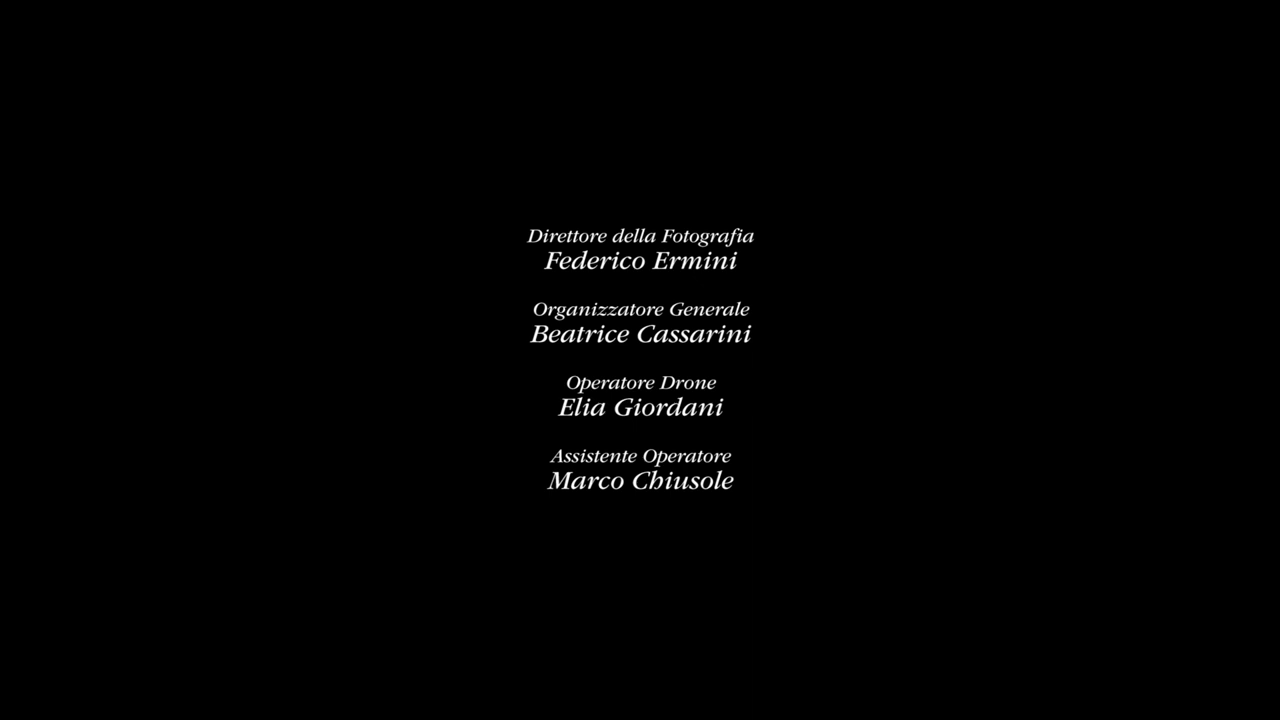 Direttore della Fotografia
Federico Ermini
Organizzatore Generale
Beatrice Cassarini
Operatore Drone
Elia Giordani
Assistente Operatore
Marco Chiusole